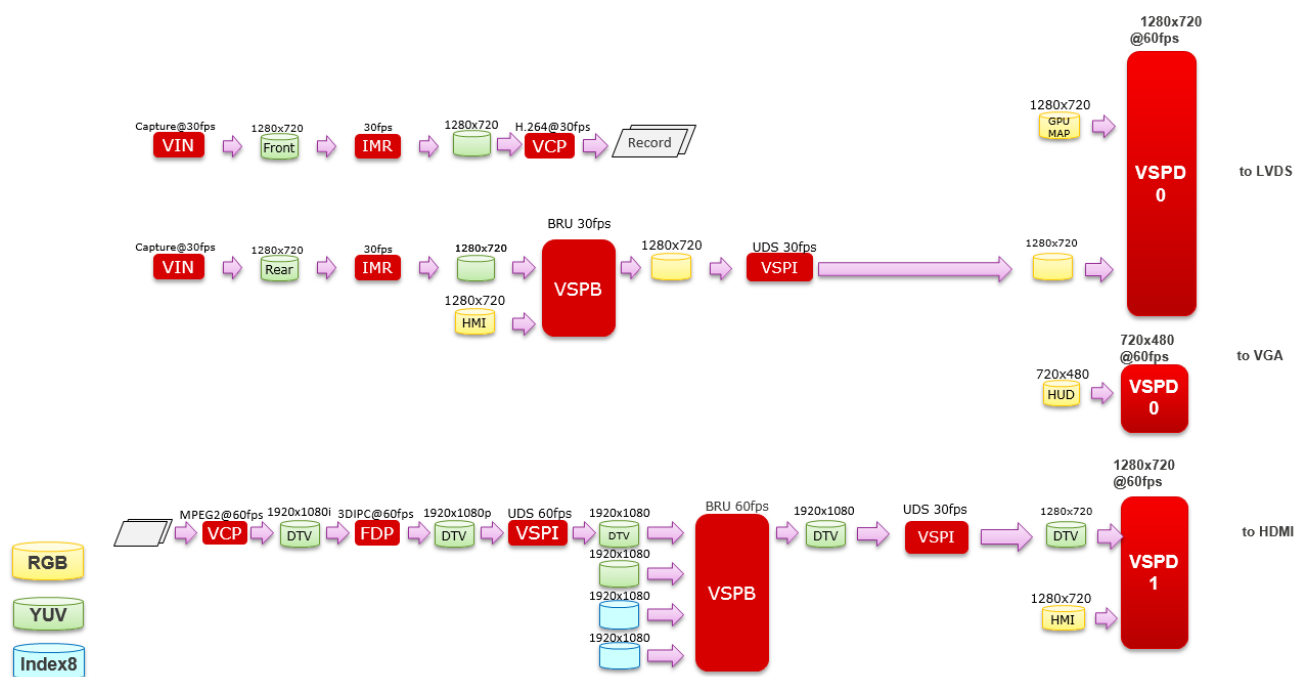 1280x720
@60fps
1280x720
GPU
MAP
VSPD
0
to LVDS
Capture@30fps
VIN
1280x720
Front
30fps
IMR
1280x720
H.264@30fps
VCP
Record
BRU 30fps
Capture@30fps
VIN
1280x720
Rear
30fps
IMR
1280x720
1280x720
HMI
VSPB
1280x720
UDS 30fps
VSPI
1280x720
720x480
@60fps
to VGA
720x480
HUD
VSPD
0
1280x720
@60fps
MPEG2@60fps
VCP
1920x1080i
DTV
3DIPC@60fps
FDP
1920x1080p
DTV
UDS 60fps
VSPI
1920x1080
DTV
1920x1080
1920x1080
1920x1080
BRU 60fps
VSPB
1920x1080
DTV
UDS 30fps
VSPI
1280x720
DTV
1280x720
HMI
VSPD
1
to HDMI
RGB
YUV
Index8